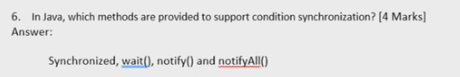 6. In Java, which methods are provided to support condition synchronization? [4 Marks]
Answer:
Synchronized, wait(), notify() and notifyAll()